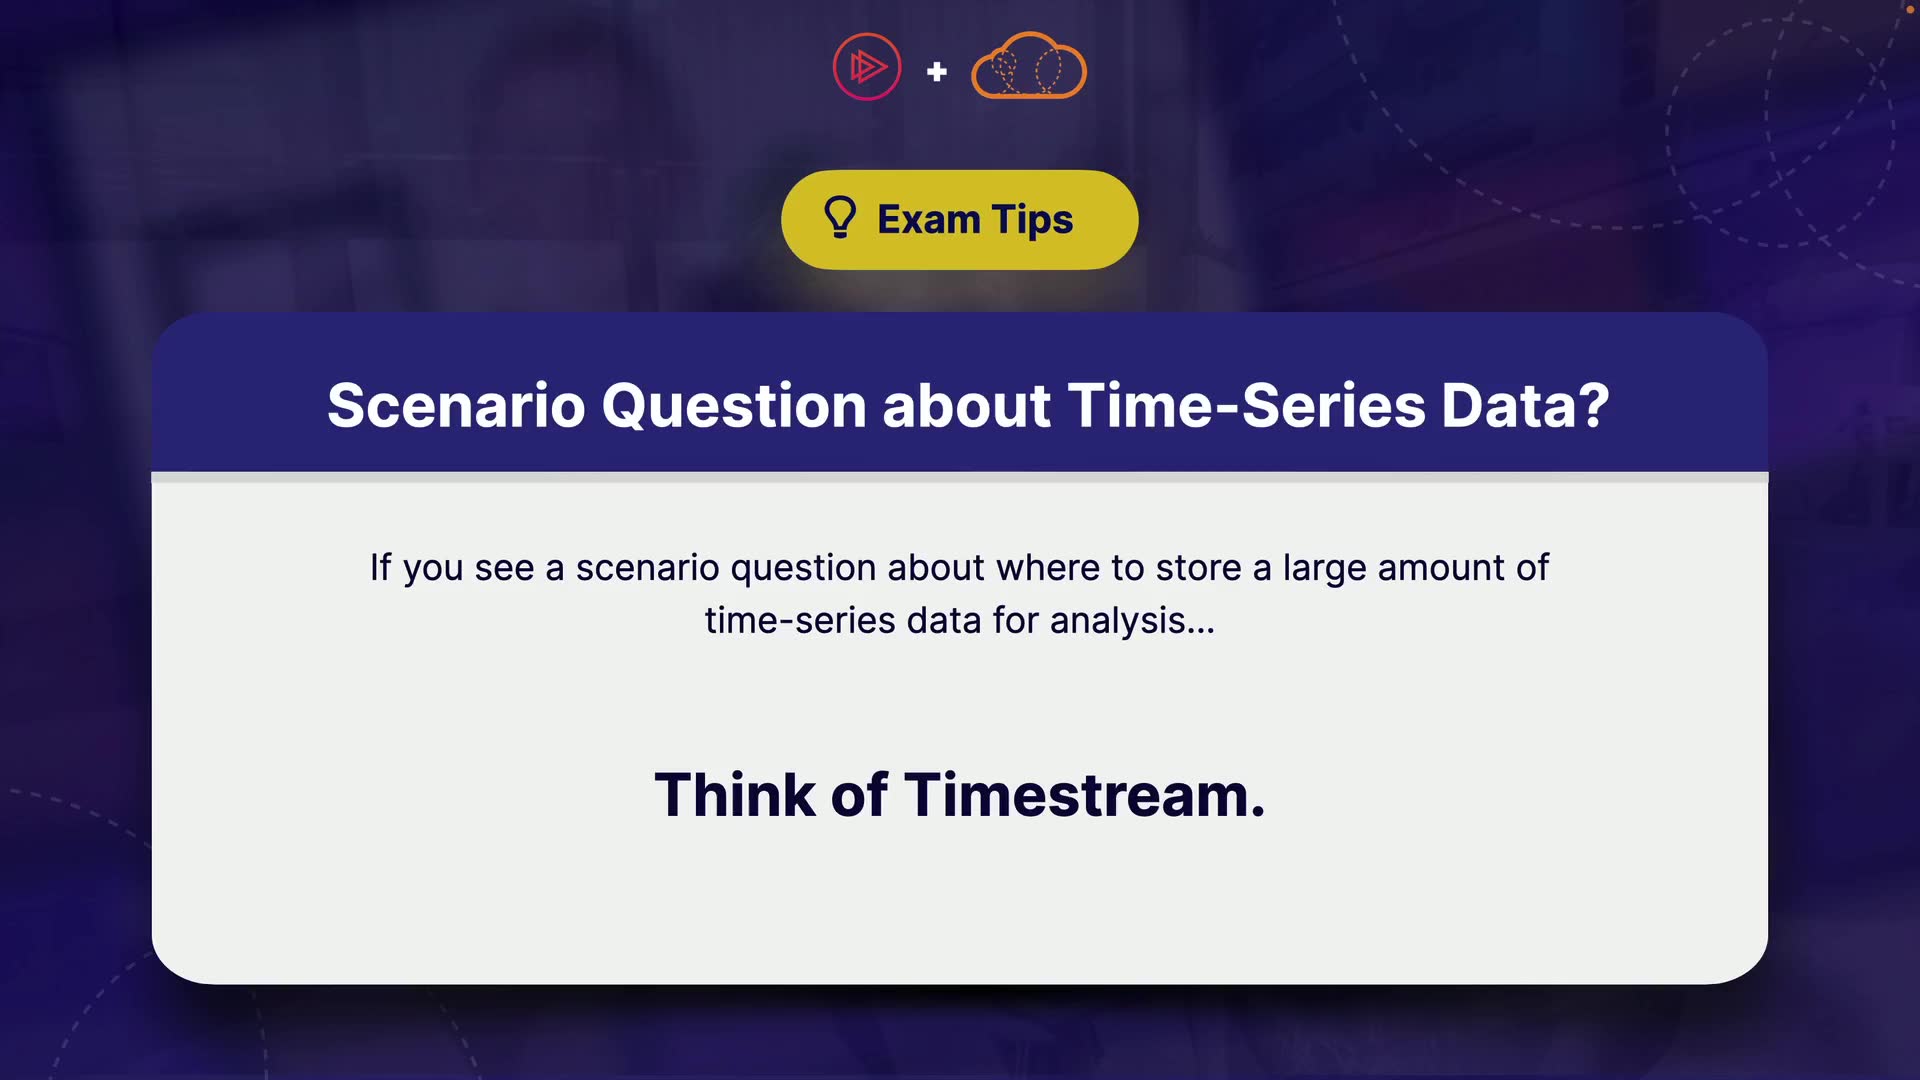 +
Exam Tips
Scenario Question about Time-Series Data?
If you see a scenario question about where to store a large amount of
time-series data for analysis...
Think of Timestream.